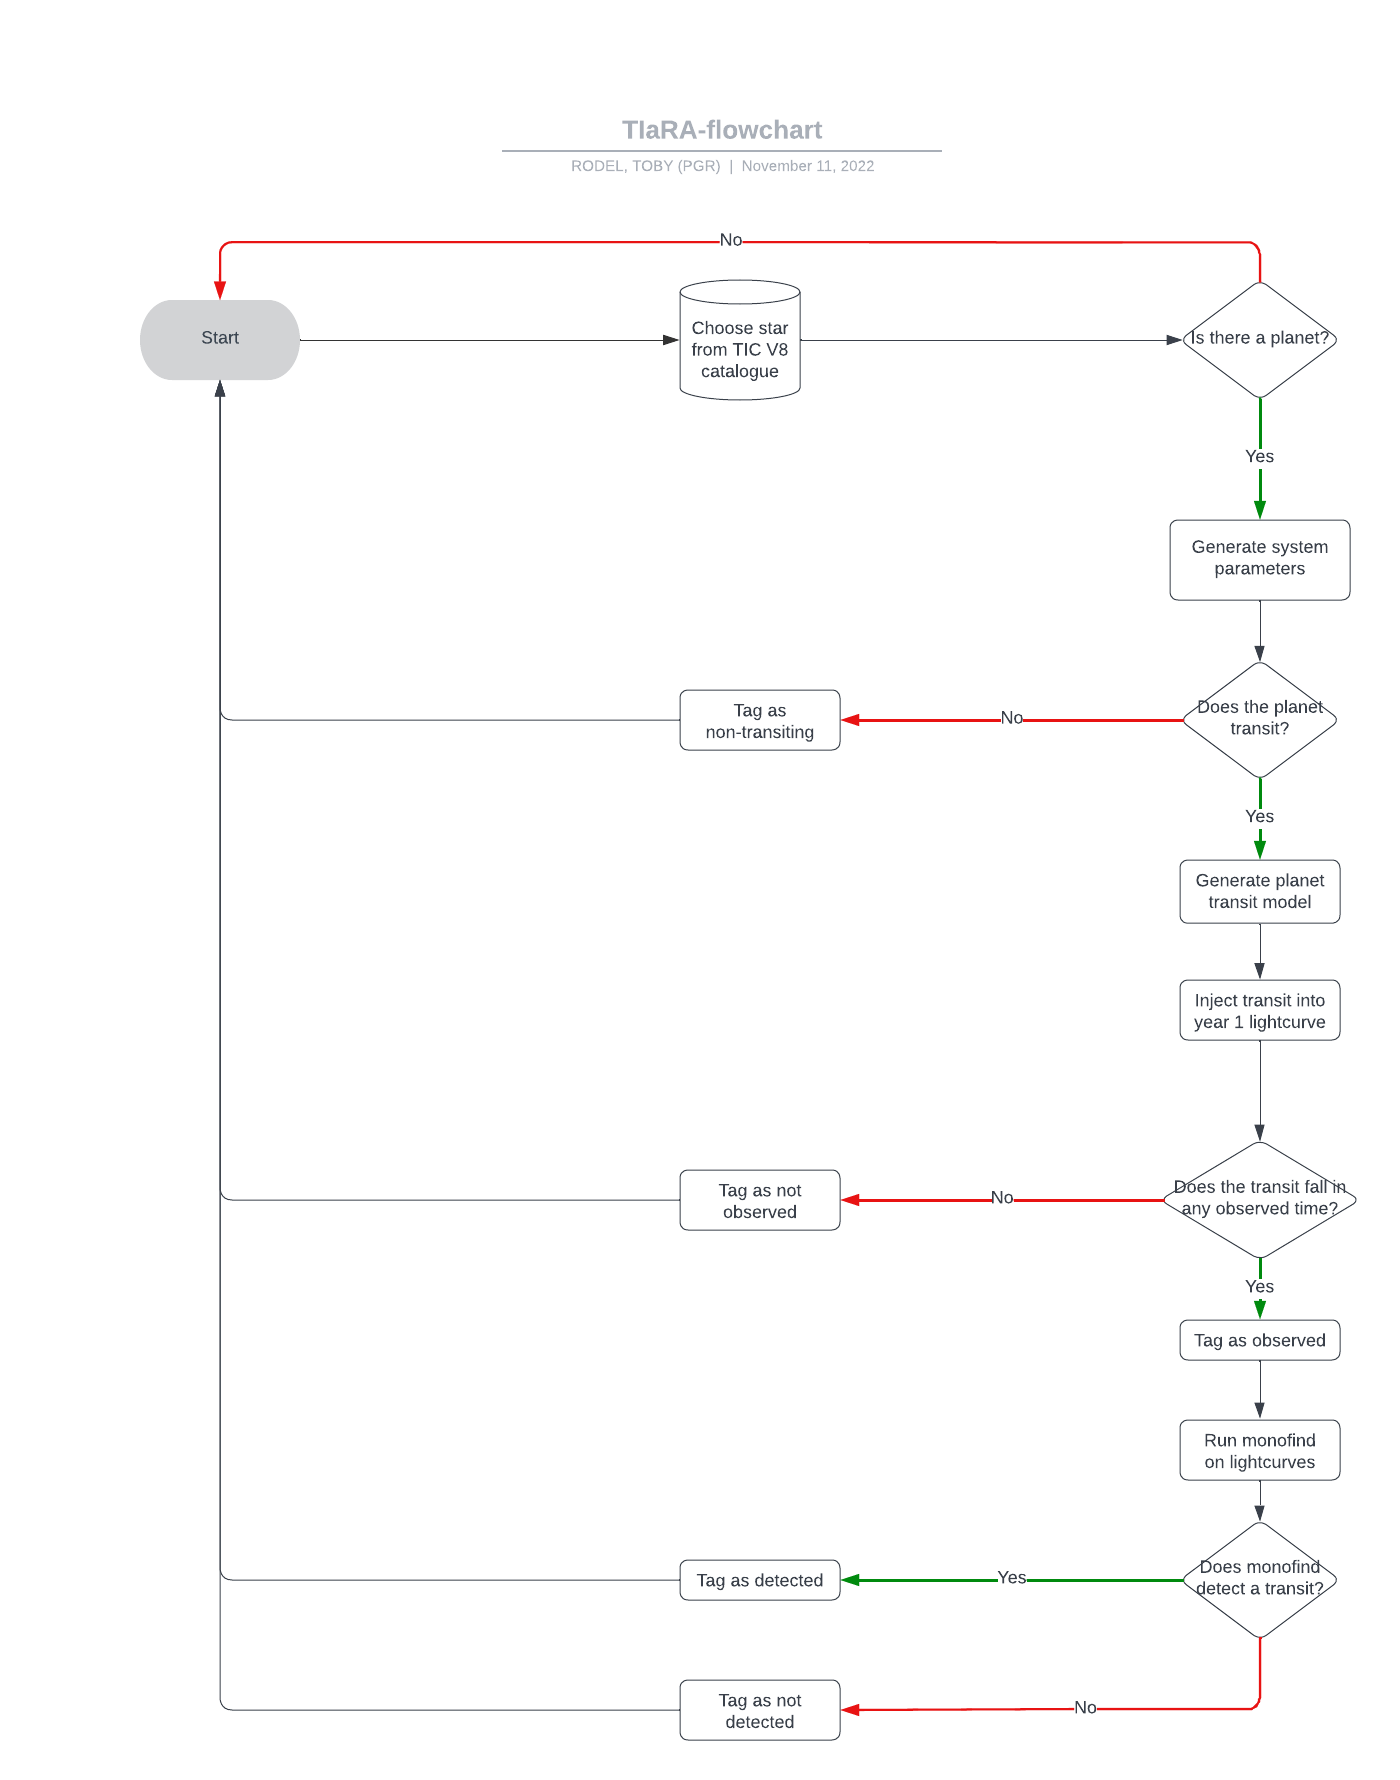 TIaRA-flowchart
RODEL, TOBY (PGR) | November 11, 2022
No
Start
Choose star
from TIC V8
catalogue
Is there a planet?
Yes
Generate system
parameters
Tag as
non-transiting
No
Does the planet
transit?
Yes
Generate planet
transit model
Inject transit into
year 1 lightcurve
Tag as not
observed
No
Does the transit fall in
any observed time?
Yes
Tag as observed
Run monofind
on lightcurves
Tag as detected
Yes
Does monofind
detect a transit?
Tag as not
detected
No